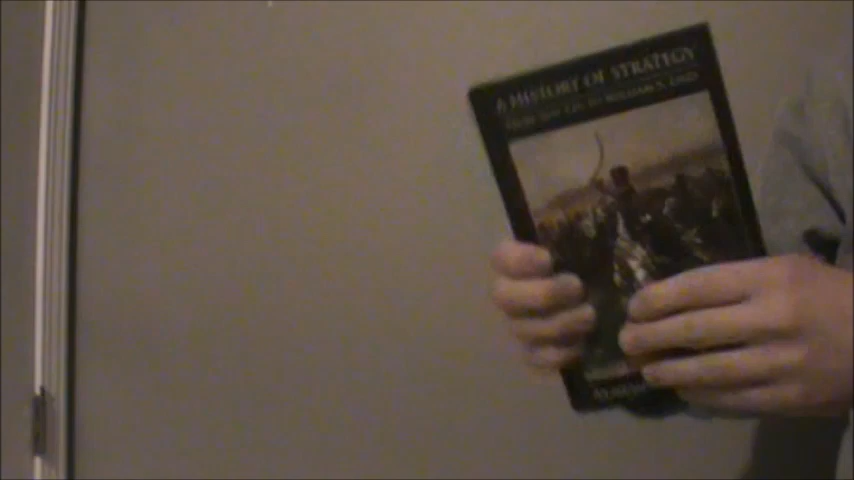 A HISTORY OF STRATEGY
FROM SUN TZU TO WILLIAM S. LIND